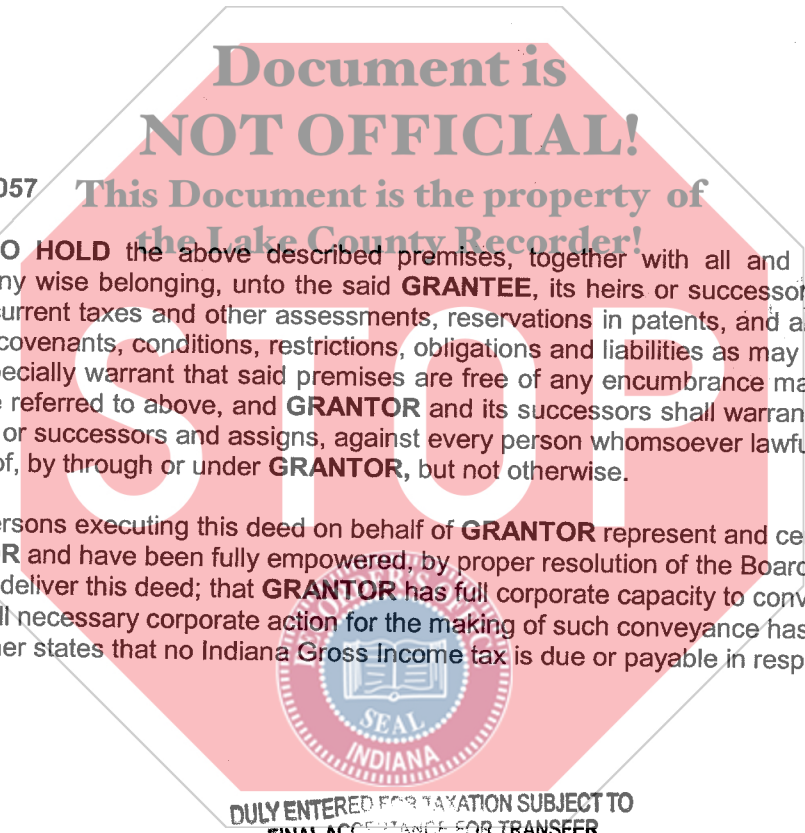 Document is
NOT OFFICIAL!
057
This Document is the property of
the Lake County Recorder!
O HOLD the above described premises, together with all and
ny wise belonging, unto the said GRANTEE, its heirs or successor
current taxes and other assessments, reservations in patents, and a
covenants, conditions, restrictions, obligations and liabilities as may
pecially warrant that said premises are free of any encumbrance ma
e referred to above, and GRANTOR and its successors shall warran
or successors and assigns, against every person whomsoever lawfu
of, by through or under GRANTOR, but not otherwise.
STOP
ersons executing this deed on behalf of GRANTOR represent and ce
R and have been fully empowered, by proper resolution of the Board
deliver this deed; that GRANTOR has full corporate capacity to conv
ll necessary corporate action for the making of such conveyance has
er states that no Indiana Gross Income tax is due or payable in resp
SEAL
INDIANA
DULY ENTERED FOR TAXATION SUBJECT TO
FINAL ACCEPTANCE FOR TRANSFER